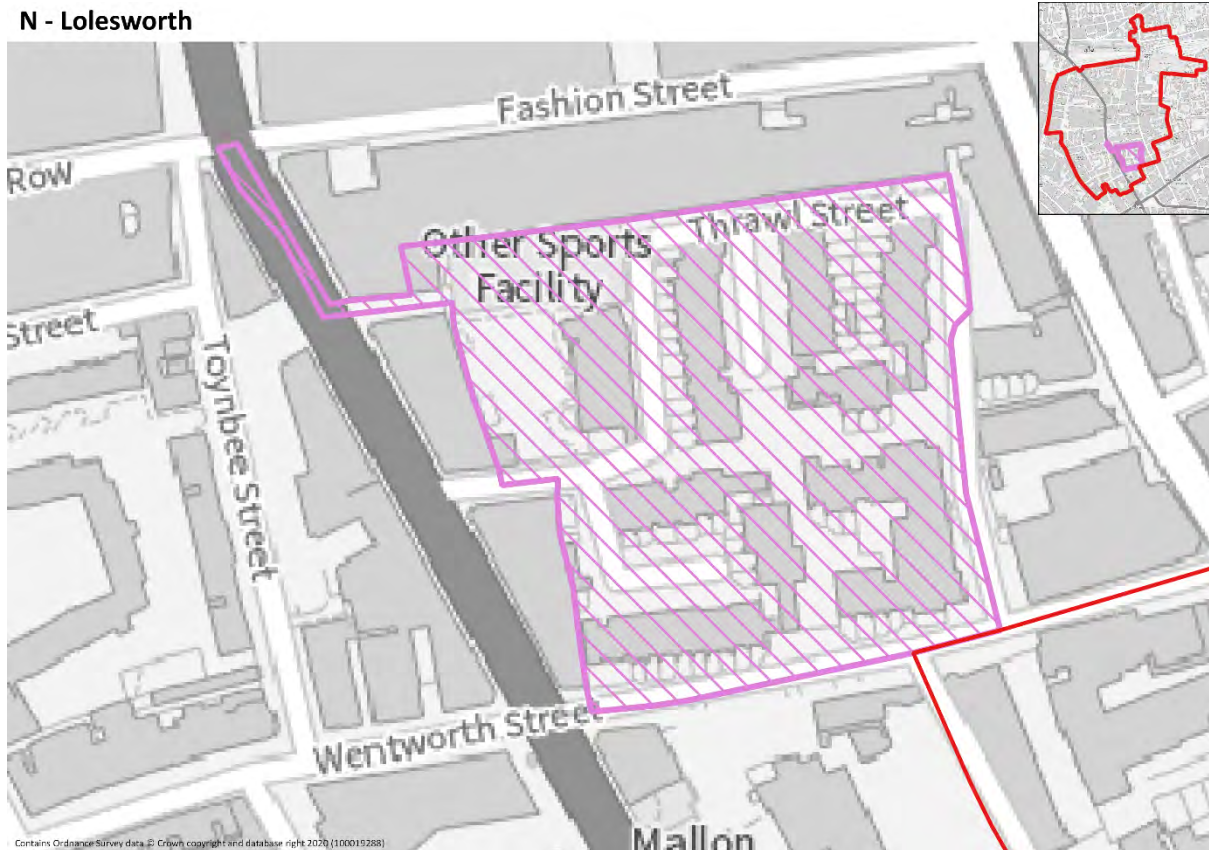 N - Lolesworth
Fashion Street
Row
Thrawl Street
Other Sports
Facility
Street
Toynbee Street
Wentworth Street
Mallon
Contains Ordnance Survey data © Crown copyright and database right 2020 (100019288)